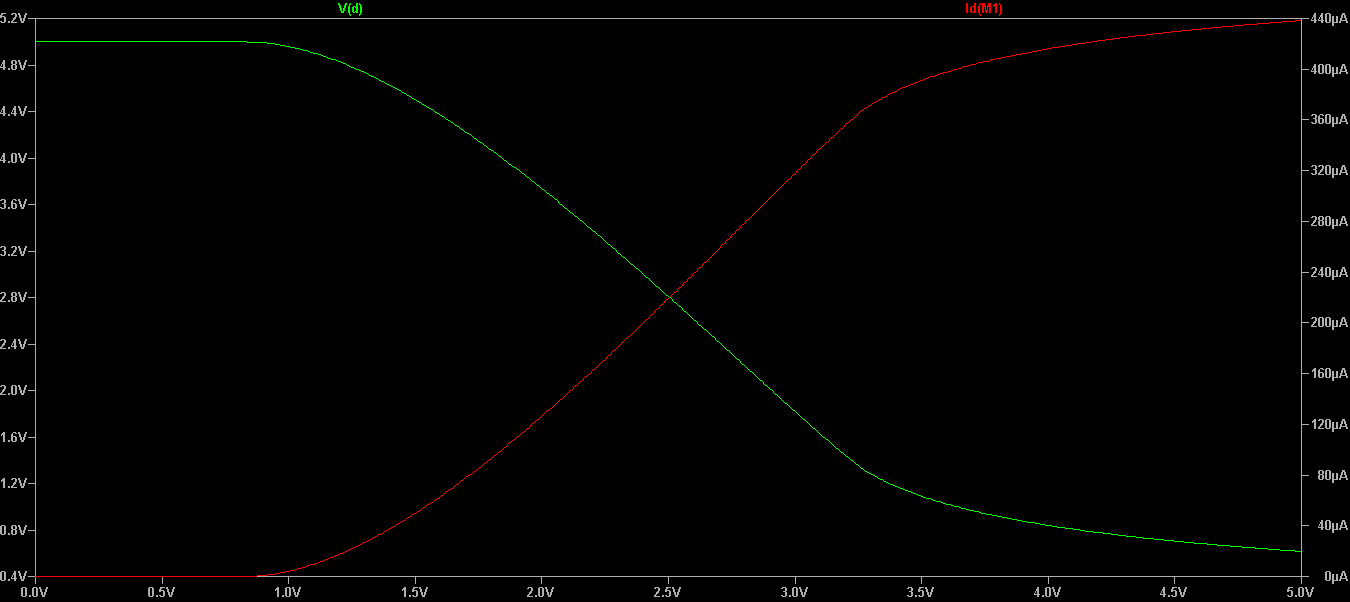 V(d) Id(M1)
5.2V 440µA
4.8V 400µA
4.4V 360µA
4.0V 320µA
3.6V 280µA
3.2V 240µA
2.8V 200µA
2.4V 160µA
2.0V 120µA
1.6V 80µA
1.2V 40µA
0.8V 0µA
0.4V
0.0V 0.5V 1.0V 1.5V 2.0V 2.5V 3.0V 3.5V 4.0V 4.5V 5.0V